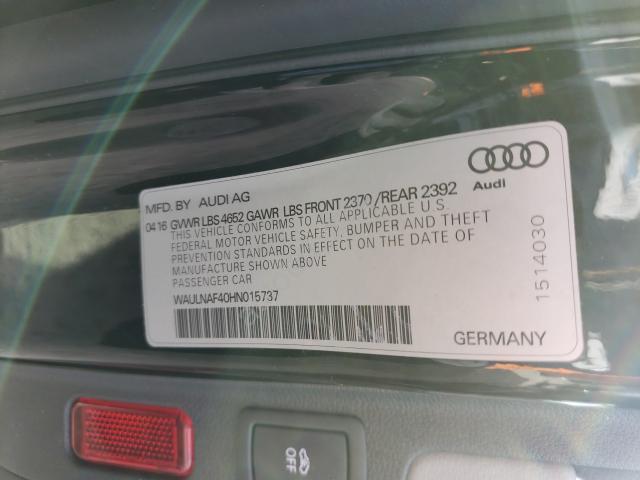 MFD. BY AUDI AG
Audi
04 16 GVWR LBS 4652 GAWR LBS FRONT 2370 /REAR 2392
THIS VEHICLE CONFORMS TO ALL APPLICABLE U.S.
FEDERAL MOTOR VEHICLE SAFETY, BUMPER AND THEFT
PREVENTION STANDARDS IN EFFECT ON THE DATE OF
MANUFACTURE SHOWN ABOVE
PASSENGER CAR
WAULNAF40HN015737
1514030
GERMANY
OFF